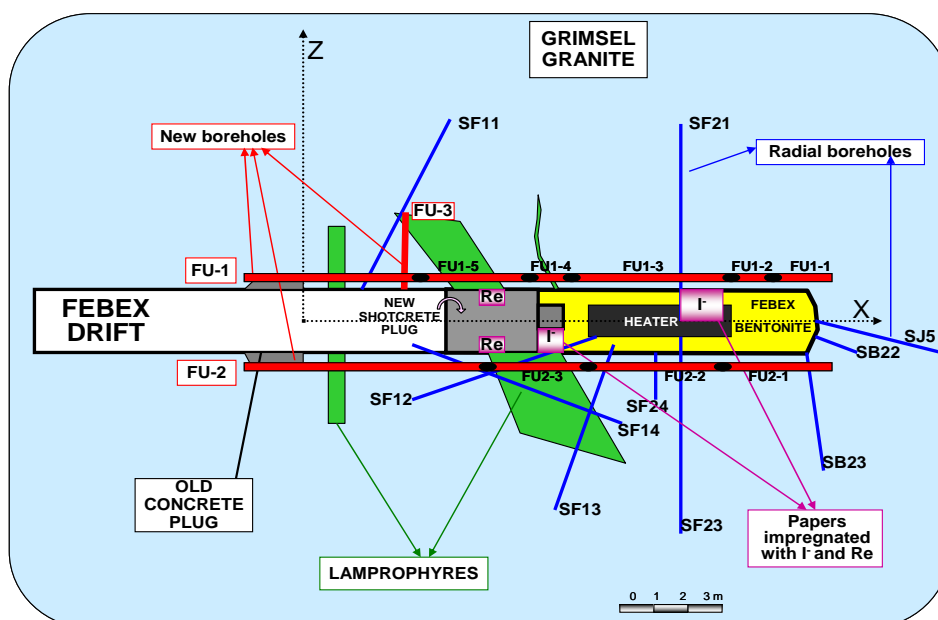 GRIMSEL
GRANITE
Z
New boreholes
SF11
SF21
Radial boreholes
FU-3
FU-1
FU1-5
FU1-4
FU1-3
FU1-2
FU1-1
FEBEX
DRIFT
NEW
SHOTCRETE
PLUG
Re
Re
I-
I-
HEATER
FEBEX
BENTONITE
X
SJ5
SB22
FU-2
FU2-3
FU2-2
FU2-1
SF12
SF24
SF14
SB23
SF13
SF23
OLD
CONCRETE
PLUG
LAMPROPHYRES
Papers
impregnated
with I- and Re
0 1 2 3 m